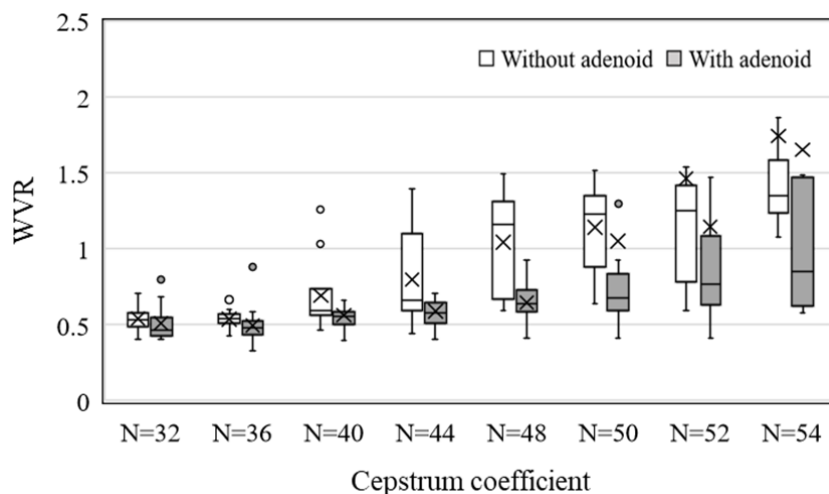 2.5
Without adenoid With adenoid
2
1.5
WVR
1
0.5
0
N=32 N=36 N=40 N=44 N=48 N=50 N=52 N=54
Cepstrum coefficient